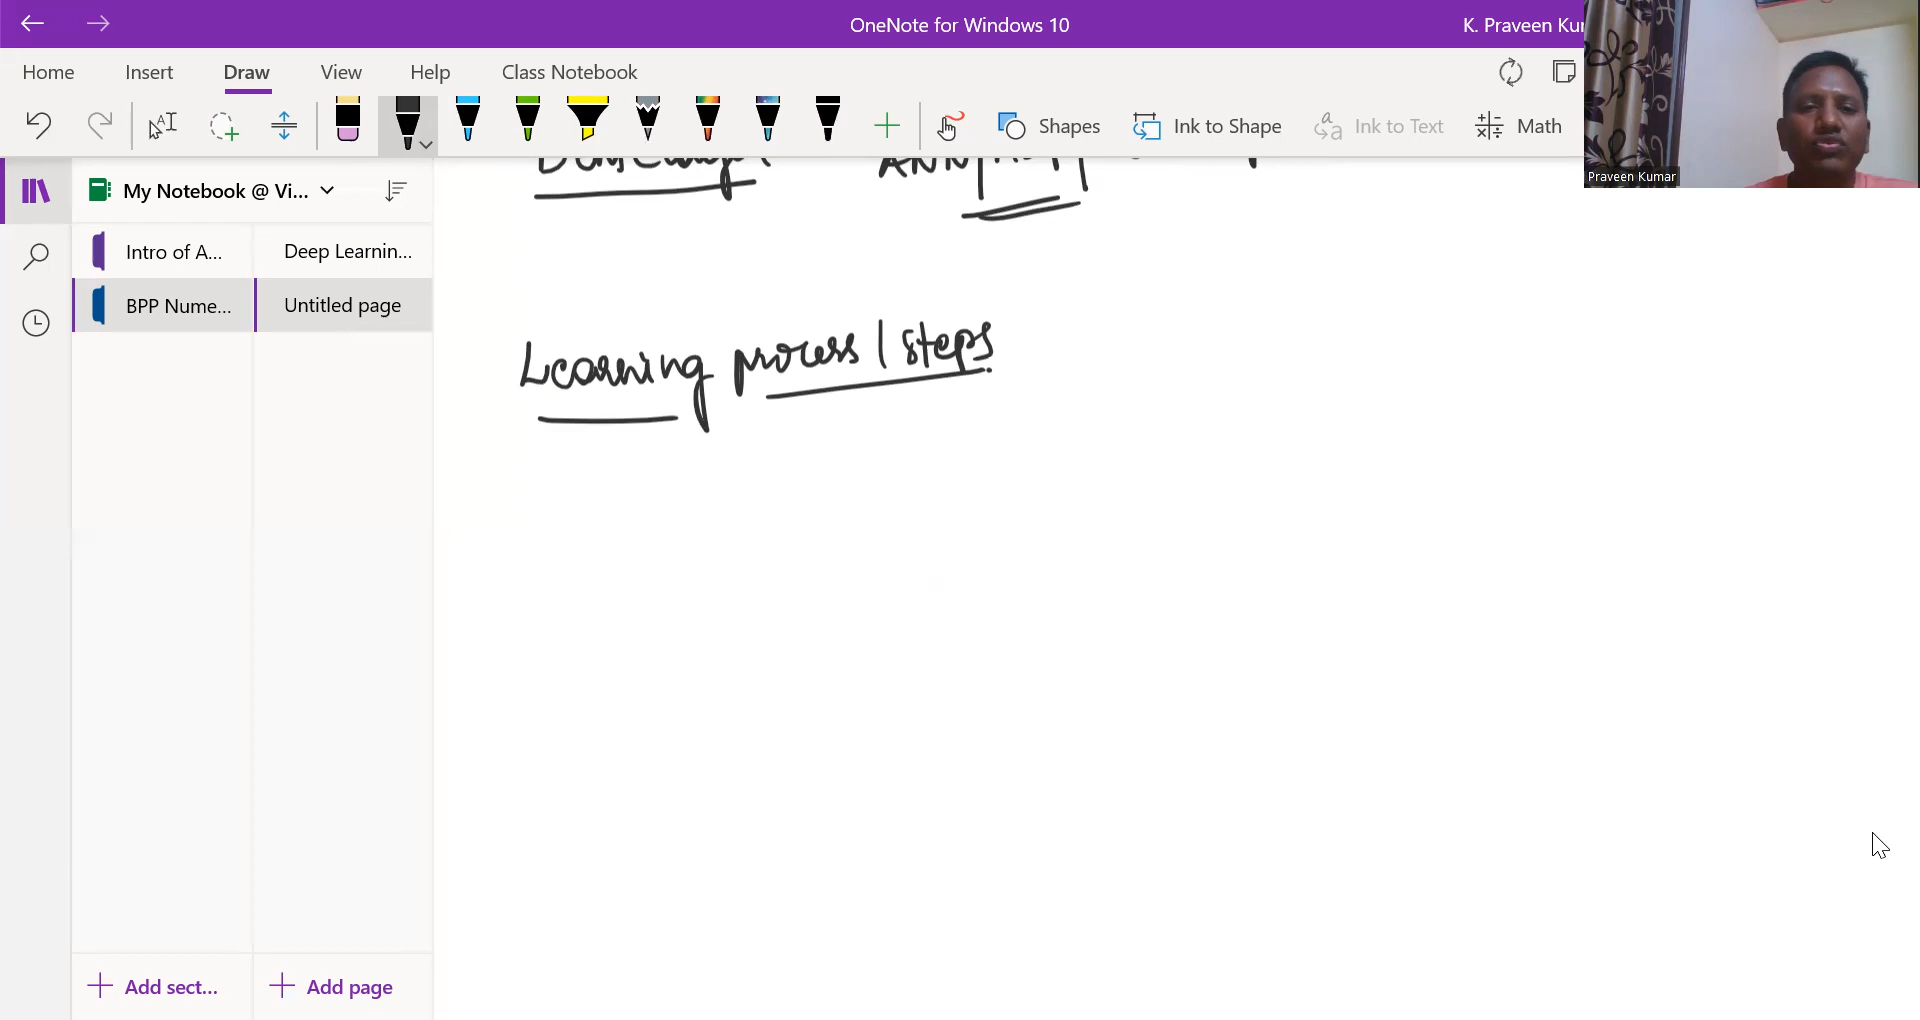 OneNote for Windows 10
K. Praveen Kur
Home Insert Draw View Help Class Notebook
Shapes Ink to Shape Ink to Text Math
Praveen Kumar
My Notebook @ Vi...
Intro of A... Deep Learnin...
BPP Nume... Untitled page
Learning process | steps
Add sect... Add page